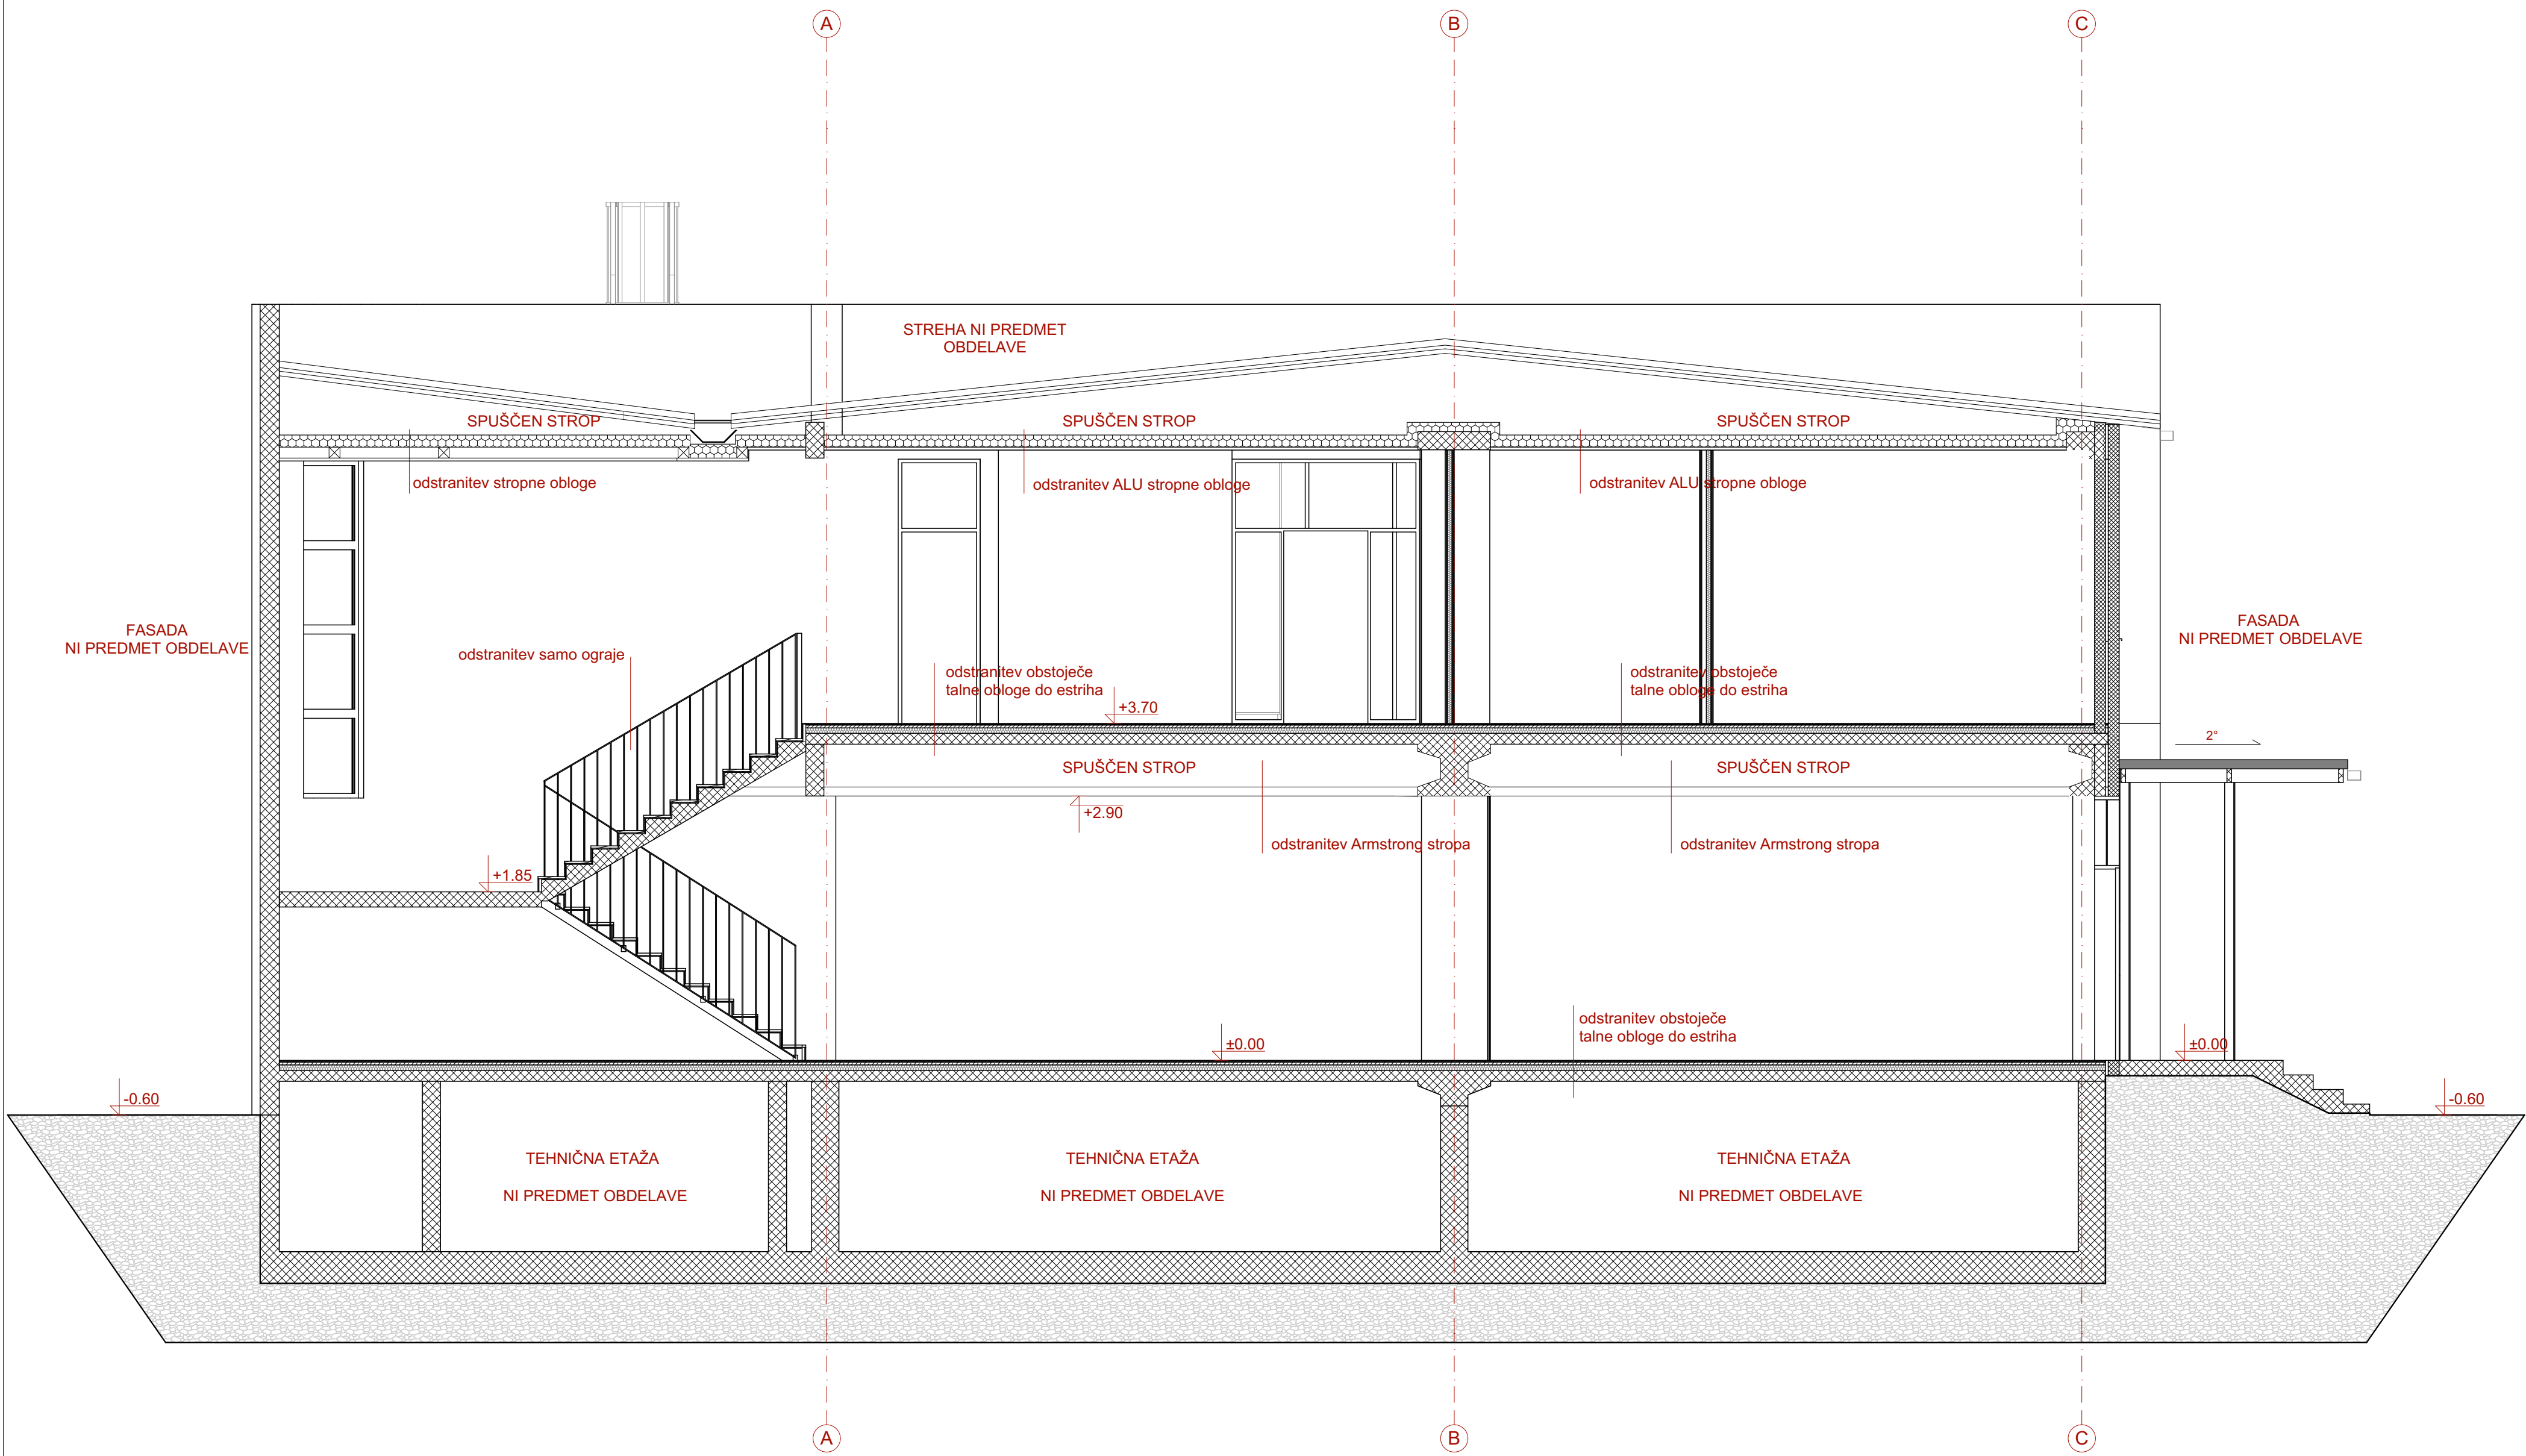 A
B
C
STREHA NI PREDMET
OBDELAVE
SPUŠČEN STROP
SPUŠČEN STROP
SPUŠČEN STROP
odstranitev stropne obloge
odstranitev ALU stropne obloge
odstranitev ALU stropne obloge
FASADA
NI PREDMET OBDELAVE
FASADA
NI PREDMET OBDELAVE
odstranitev samo ograje
odstranitev obstoječe
talne obloge do estriha
odstranitev obstoječe
talne obloge do estriha
+3.70
2°
SPUŠČEN STROP
SPUŠČEN STROP
+2.90
odstranitev Armstrong stropa
odstranitev Armstrong stropa
+1.85
odstranitev obstoječe
talne obloge do estriha
±0.00
±0.00
-0.60
-0.60
TEHNIČNA ETAŽA
NI PREDMET OBDELAVE
TEHNIČNA ETAŽA
NI PREDMET OBDELAVE
TEHNIČNA ETAŽA
NI PREDMET OBDELAVE
A
B
C